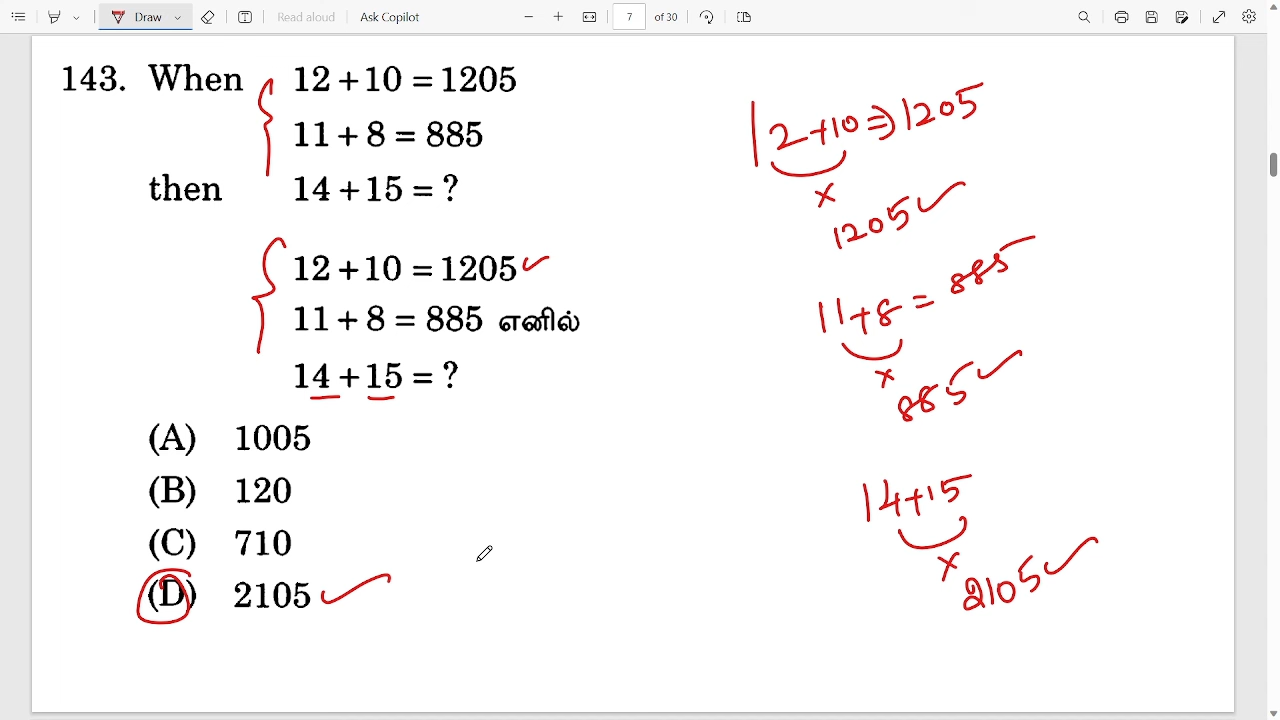 Draw
Read aloud
Ask Copilot
7 of 30
143. When 12 + 10 = 1205
11 + 8 = 885
then 14 + 15 = ?
12 + 10 = 1205
11 + 8 = 885 எனில்
14 + 15 = ?
(A) 1005
(B) 120
(C) 710
(D) 2105
12+10 ⇒ 1205
×
1205 ✓
11+8 = 885
×
885 ✓
14+15
×
2105 ✓